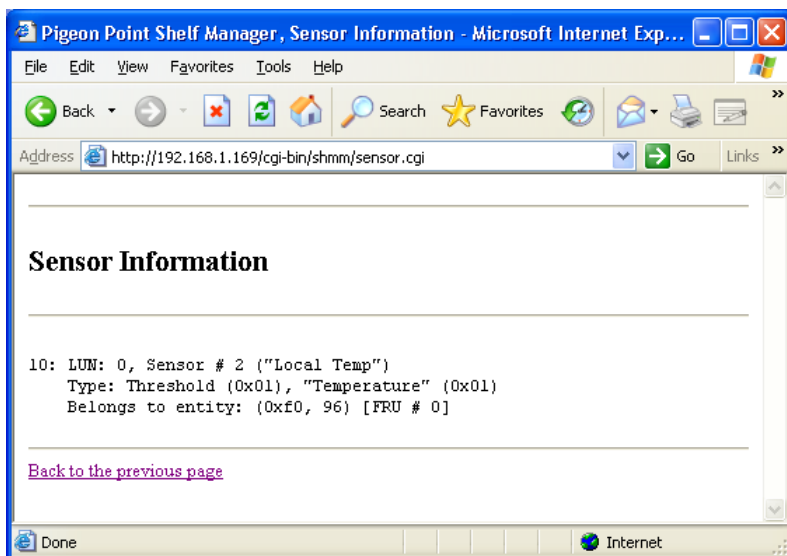 Pigeon Point Shelf Manager, Sensor Information - Microsoft Internet Exp...
File Edit View Favorites Tools Help
Back Search Favorites »
Address http://192.168.1.169/cgi-bin/shmm/sensor.cgi Go Links »
Sensor Information
10: LUN: 0, Sensor # 2 ("Local Temp")
Type: Threshold (0x01), "Temperature" (0x01)
Belongs to entity: (0xf0, 96) [FRU # 0]
Back to the previous page
Done Internet